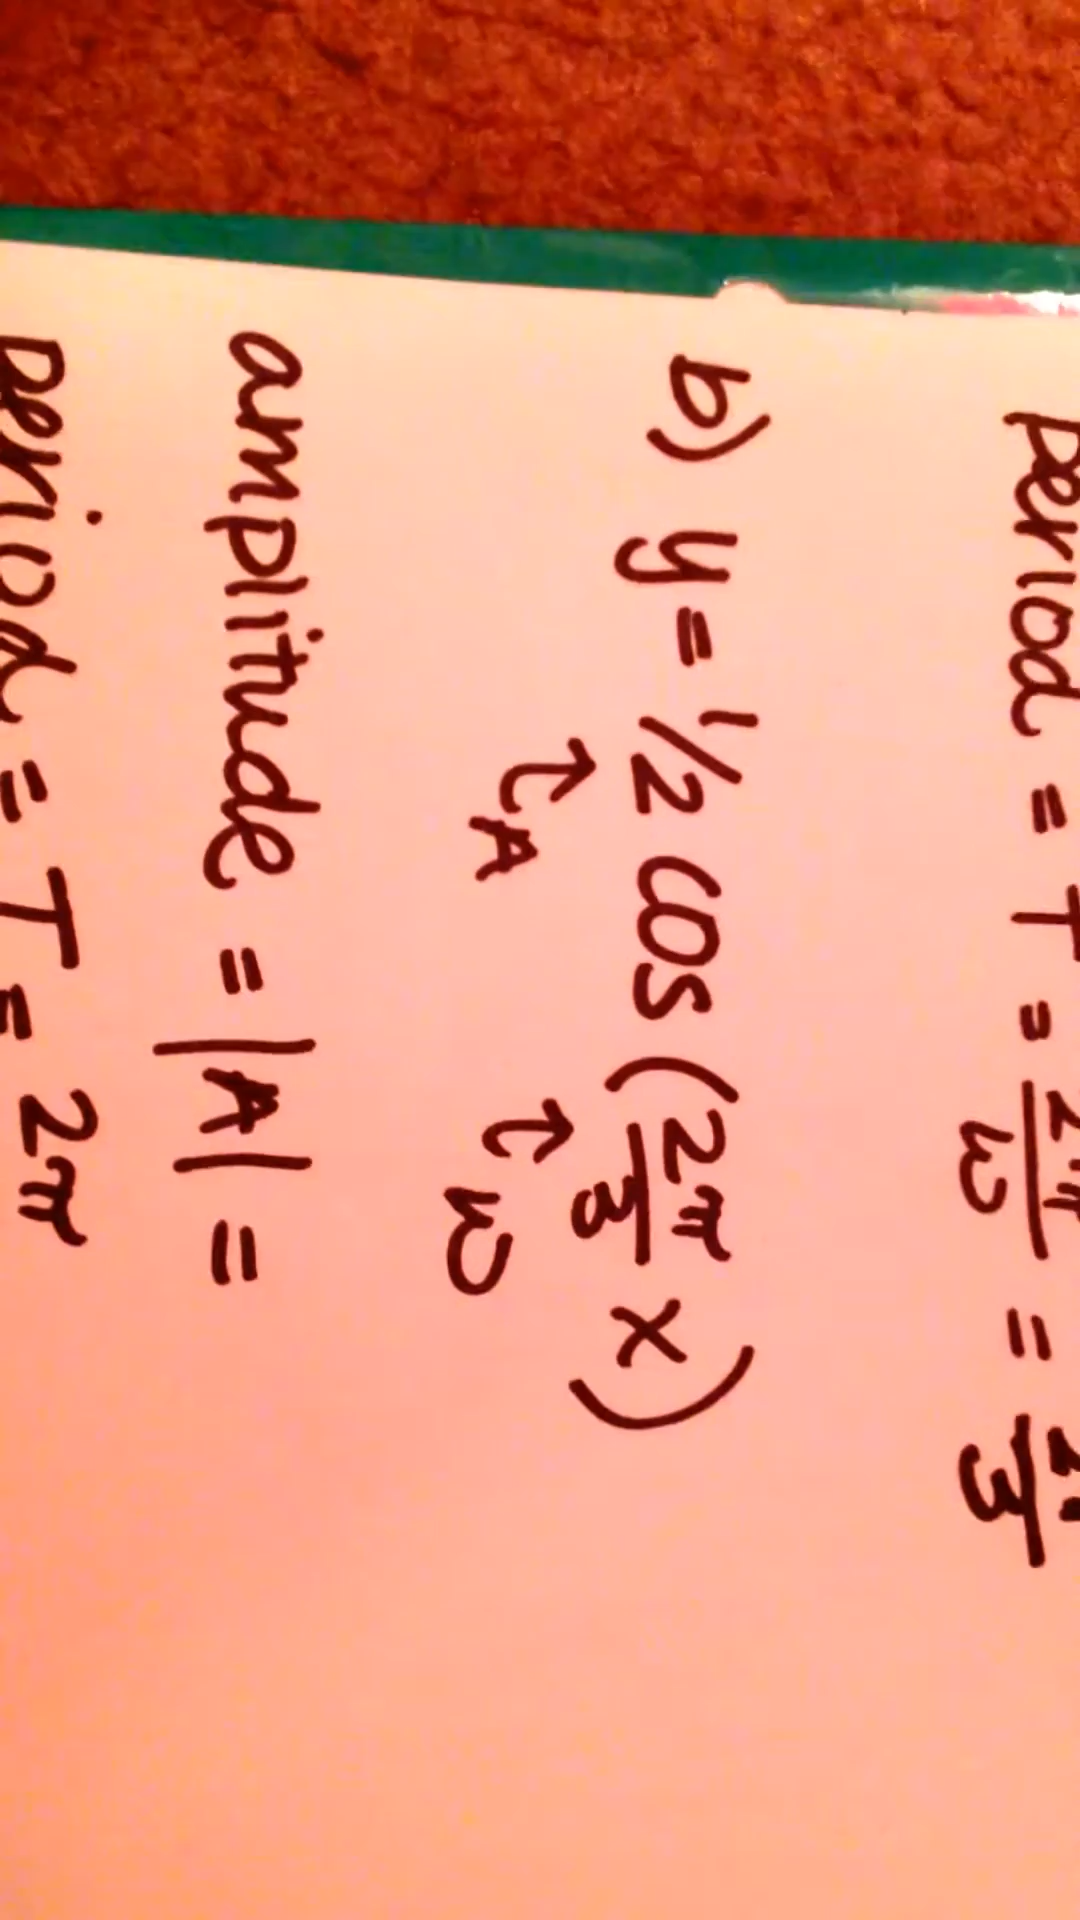 period = T = 2π/ω = 2π/3
b) y = 1/2 cos (2π/3 x)
↑A ↑ω
amplitude = |A| =
period = T = 2π